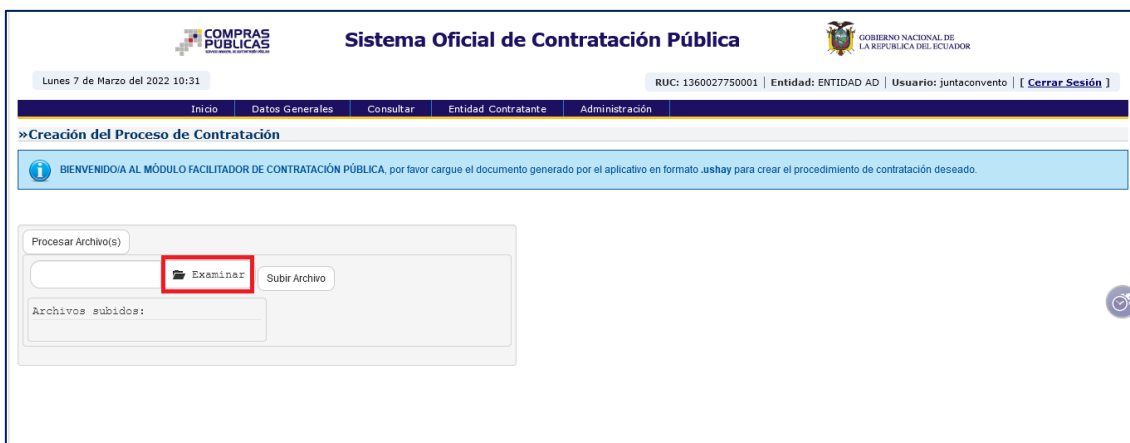 COMPRAS
PÚBLICAS
Sistema Oficial de Contratación Pública
GOBIERNO NACIONAL DE
LA REPUBLICA DEL ECUADOR
Lunes 7 de Marzo del 2022 10:31
RUC: 1360027750001 | Entidad: ENTIDAD AD | Usuario: juntaconvento | [ Cerrar Sesión ]
Inicio Datos Generales Consultar Entidad Contratante Administración
»Creación del Proceso de Contratación
BIENVENIDO/A AL MÓDULO FACILITADOR DE CONTRATACIÓN PÚBLICA, por favor cargue el documento generado por el aplicativo en formato .ushay para crear el procedimiento de contratación deseado.
Procesar Archivo(s)
Examinar Subir Archivo
Archivos subidos: